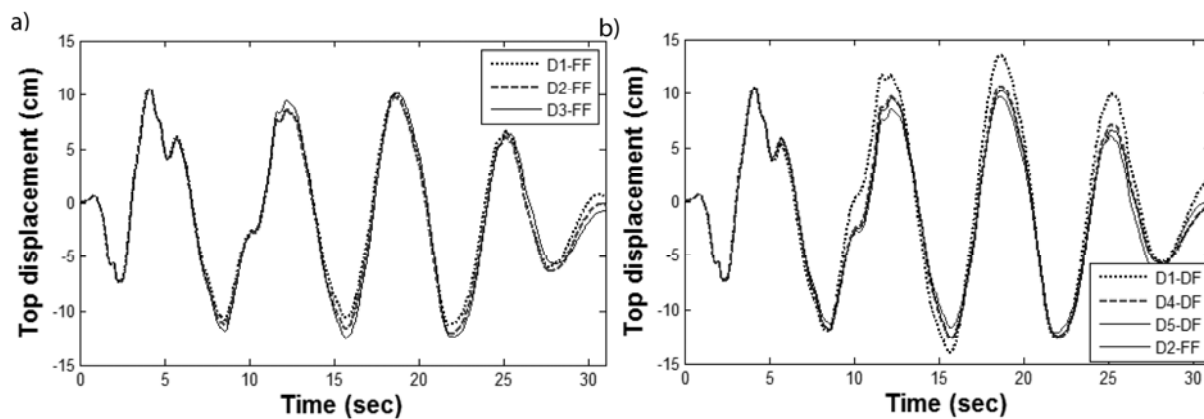 a)
15
10
5
0
-5
-10
-15
Top displacement (cm)
0 5 10 15 20 25 30
Time (sec)
D1-FF
D2-FF
D3-FF
b)
15
10
5
0
-5
-10
-15
Top displacement (cm)
0 5 10 15 20 25 30
Time (sec)
D1-DF
D4-DF
D5-DF
D2-FF